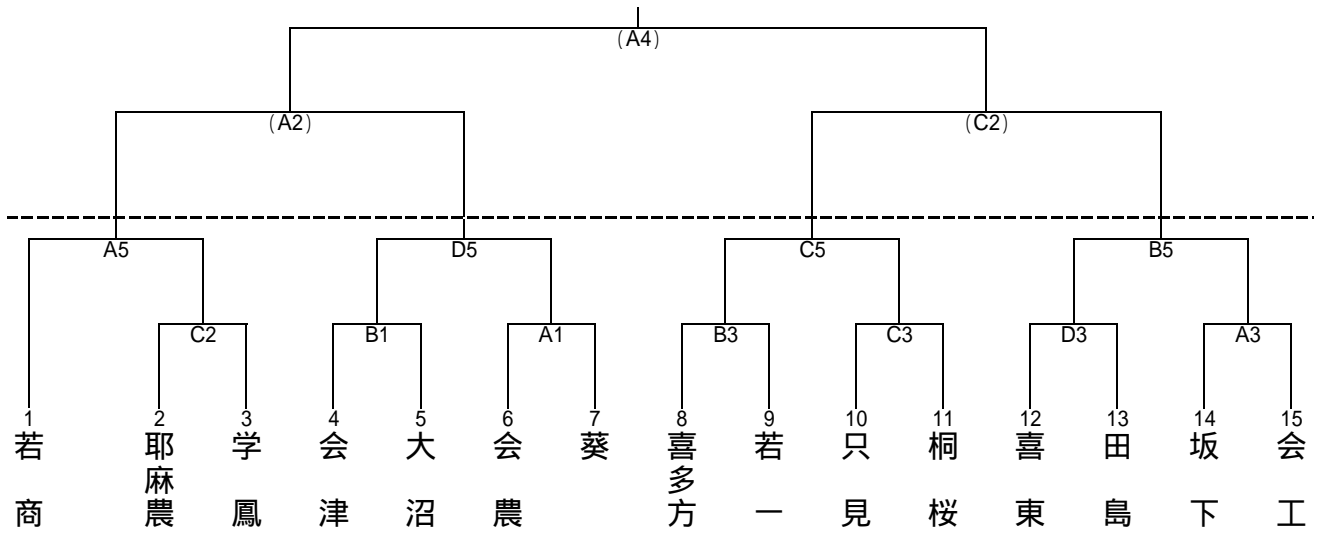 (A4)
(A2) (C2)
A5 D5 C5 B5
C2 B1 A1 B3 C3 D3 A3
1 2 3 4 5 6 7 8 9 10 11 12 13 14 15
若商
耶麻農
学鳳
会津
大沼
会農
葵
喜多方
若一
只見
桐桜
喜東
田島
坂下
会工